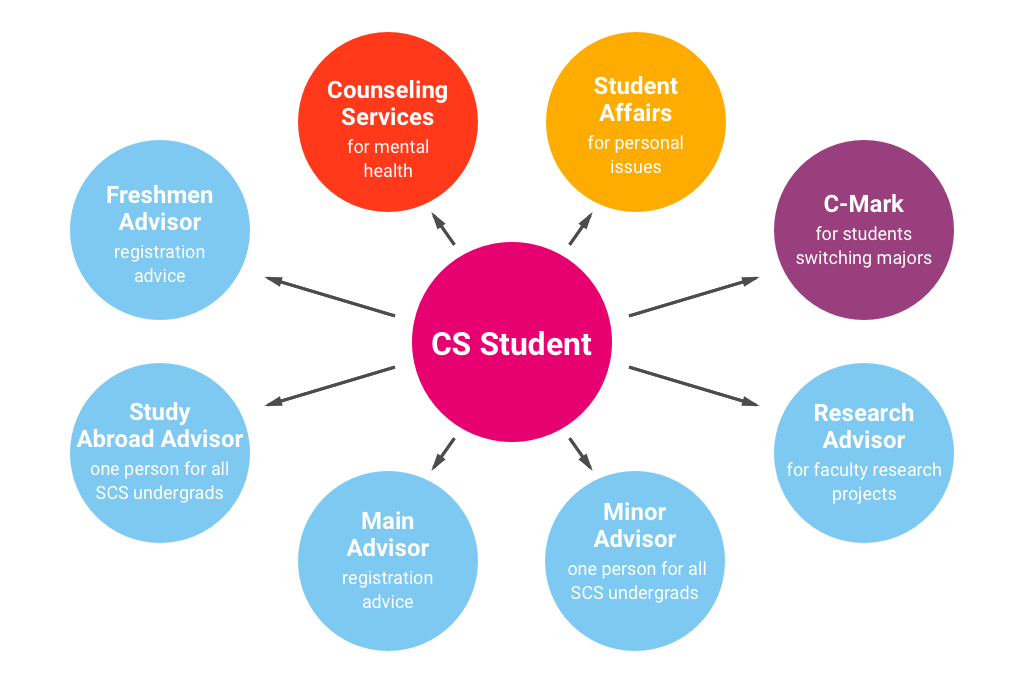 Counseling
Services
for mental
health
Student
Affairs
for personal
issues
Freshmen
Advisor
registration
advice
C-Mark
for students
switching majors
CS Student
Study
Abroad Advisor
one person for all
SCS undergrads
Research
Advisor
for faculty research
projects
Main
Advisor
registration
advice
Minor
Advisor
one person for all
SCS undergrads